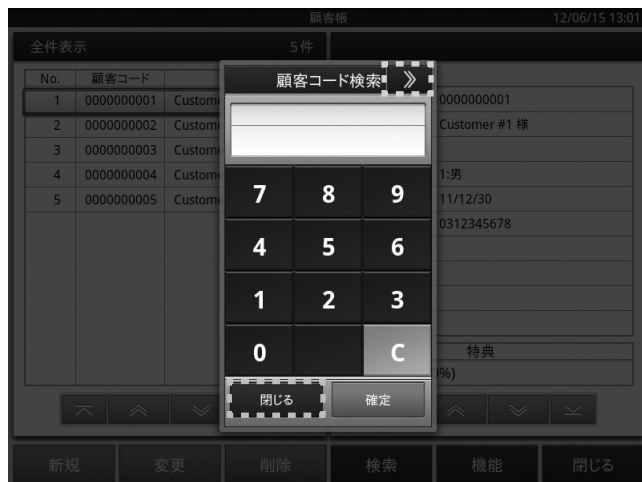 顧客帳 12/06/15 13:01
全件表示 5件
No. 顧客コード
1 0000000001 Custome
2 0000000002 Custom
3 0000000003 Custom
4 0000000004 Custome
5 0000000005 Custome
顧客コード検索 》
7 8 9
4 5 6
1 2 3
0 C
閉じる 確定
0000000001
Customer #1 様
1:男
11/12/30
0312345678
特典
0%)
新規 変更 削除 検索 機能 閉じる